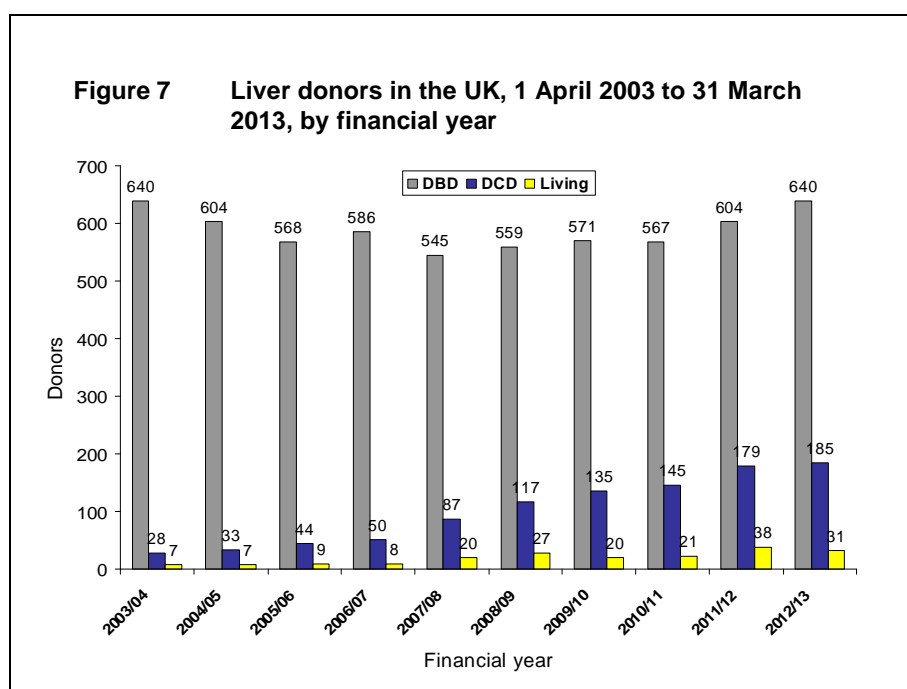 Figure 7 Liver donors in the UK, 1 April 2003 to 31 March
2013, by financial year
DBD DCD Living
Donors
700
600
500
400
300
200
100
0
640 28 7
604 33 7
568 44 9
586 50 8
545 87 20
559 117 27
571 135 20
567 145 21
604 179 38
640 185 31
2003/04 2004/05 2005/06 2006/07 2007/08 2008/09 2009/10 2010/11 2011/12 2012/13
Financial year